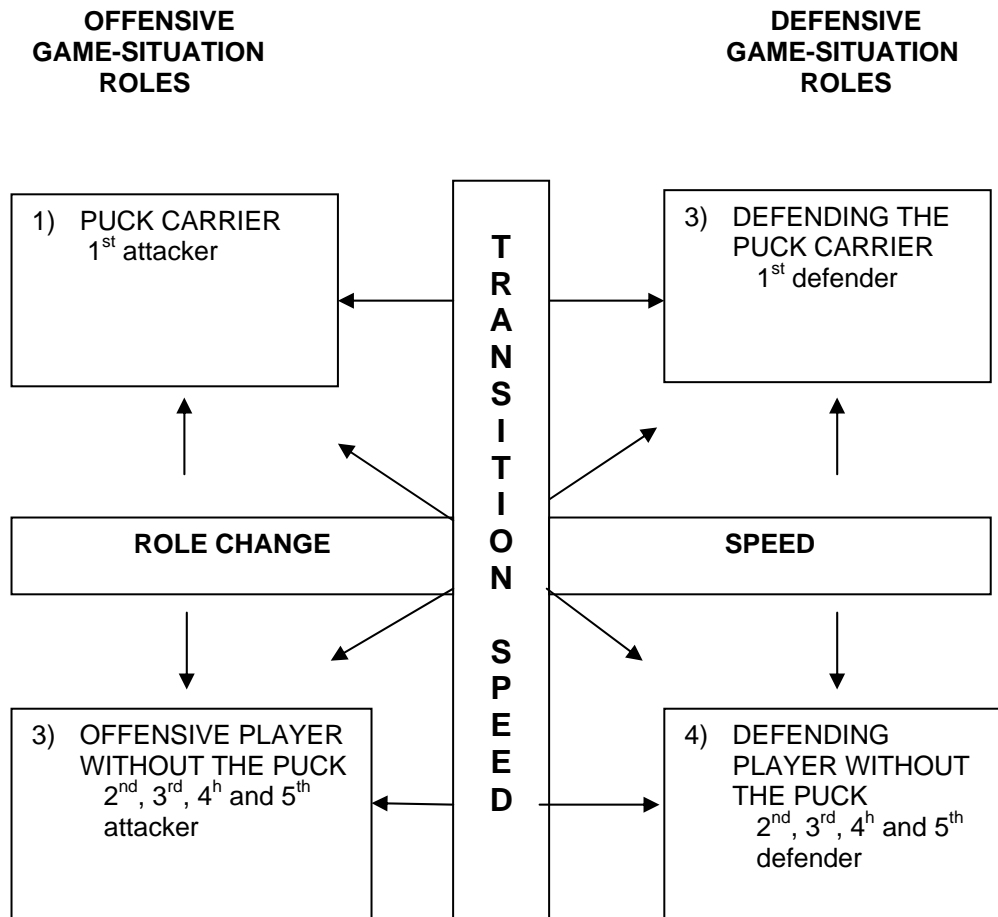 OFFENSIVE
GAME-SITUATION
ROLES
DEFENSIVE
GAME-SITUATION
ROLES
1) PUCK CARRIER
1st attacker
3) DEFENDING THE
PUCK CARRIER
1st defender
TRANSITION SPEED
ROLE CHANGE
SPEED
3) OFFENSIVE PLAYER
WITHOUT THE PUCK
2nd, 3rd, 4h and 5th
attacker
4) DEFENDING
PLAYER WITHOUT
THE PUCK
2nd, 3rd, 4h and 5th
defender